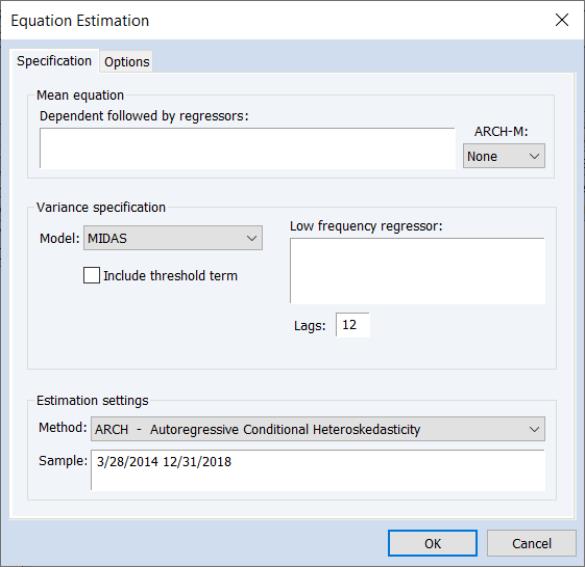 Equation Estimation
Specification Options
Mean equation
Dependent followed by regressors:
ARCH-M:
None
Variance specification
Model: MIDAS
Include threshold term
Low frequency regressor:
Lags: 12
Estimation settings
Method: ARCH - Autoregressive Conditional Heteroskedasticity
Sample: 3/28/2014 12/31/2018
OK Cancel